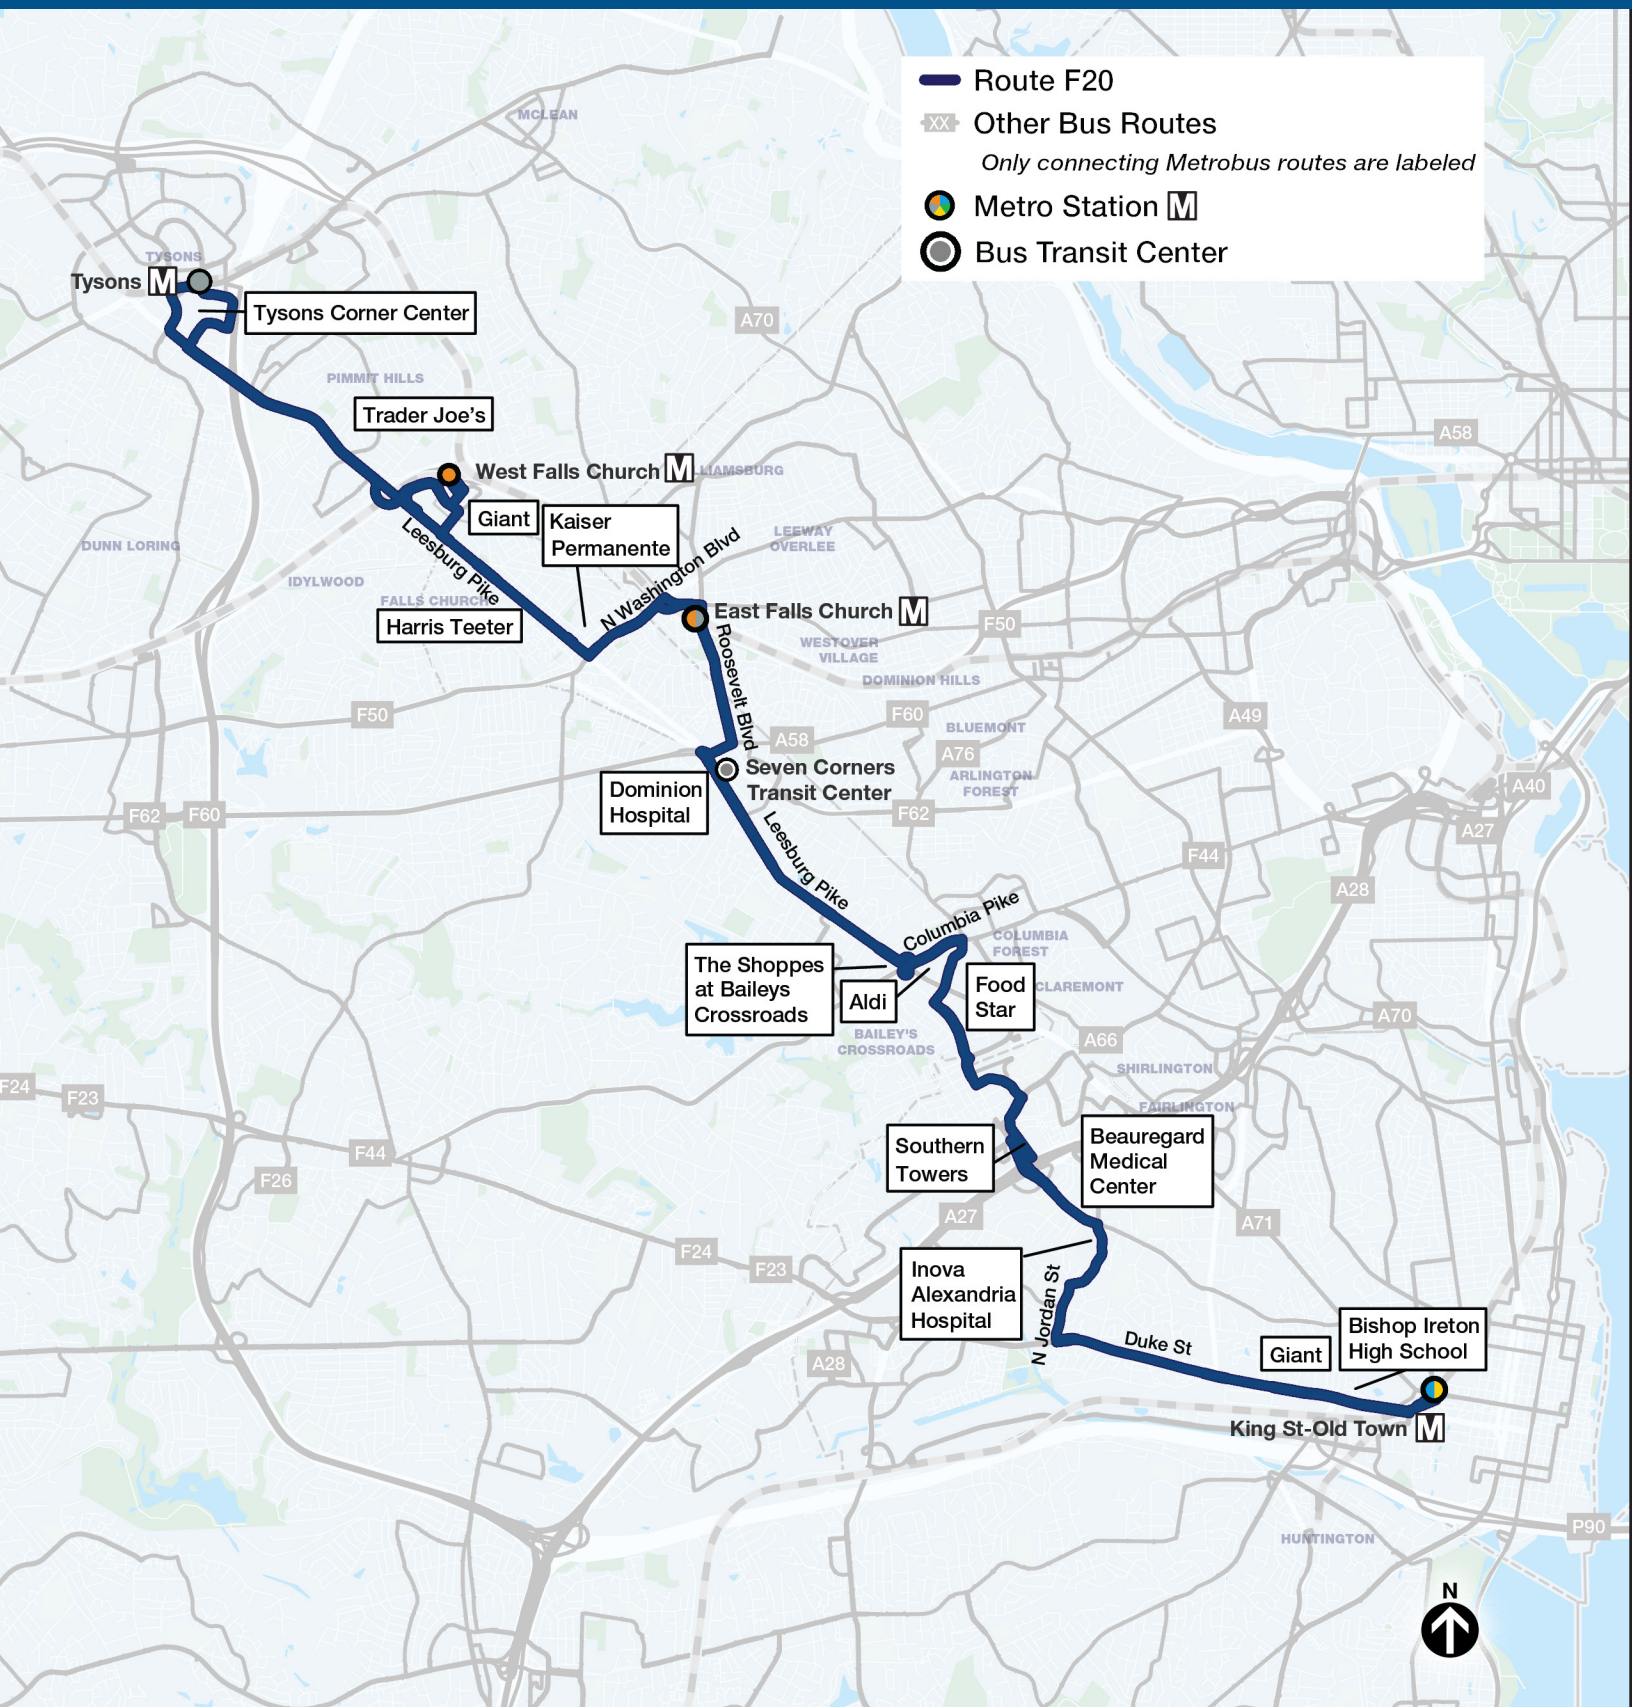 Route F20
XX Other Bus Routes
Only connecting Metrobus routes are labeled
Metro Station M
Bus Transit Center
MCLEAN
TYSONS
Tysons M
Tysons Corner Center
A70
PIMMIT HILLS
Trader Joe's
A58
West Falls Church M
LIAMSBURG
Giant
Kaiser
Permanente
Leesburg Pike
N Washington Blvd
LEEWAY
OVERLEE
DUNN LORING
IDYLWOOD
FALLS CHURCH
Harris Teeter
East Falls Church M
F50
WESTOVER
VILLAGE
DOMINION HILLS
Roosevelt Blvd
F50
F60
A49
BLUEMONT
A58
A76
Seven Corners
Transit Center
ARLINGTON
FOREST
A40
Dominion
Hospital
F62
F60
F62
A27
Leesburg Pike
F44
A28
Columbia Pike
COLUMBIA
FOREST
The Shoppes
at Baileys
Crossroads
Aldi
Food
Star
CLAREMONT
A70
BAILEY'S
CROSSROADS
A66
SHIRLINGTON
F24
F23
FAIRLINGTON
Southern
Towers
Beauregard
Medical
Center
F44
F26
A27
A71
F24
F23
Inova
Alexandria
Hospital
N Jordan St
Duke St
Giant
Bishop Ireton
High School
A28
King St-Old Town M
P90
HUNTINGTON
N